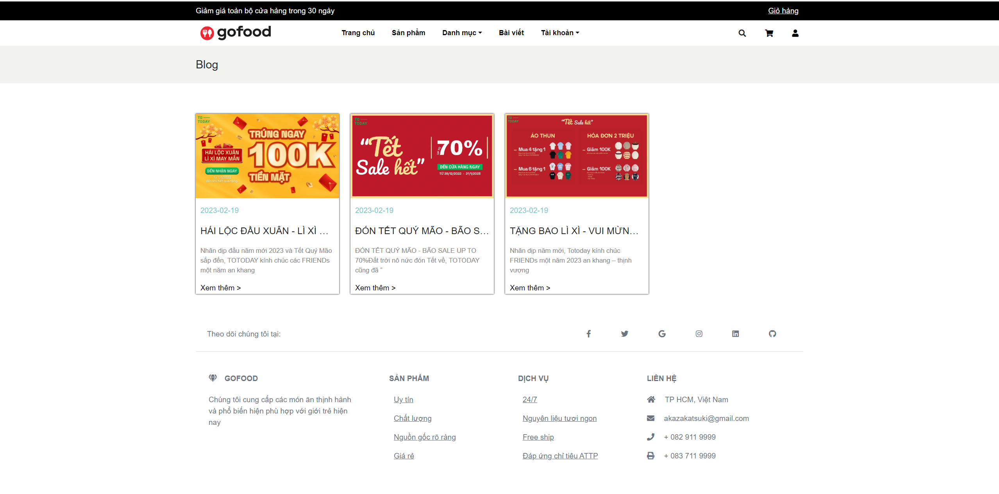 Giảm giá toàn bộ cửa hàng trong 30 ngày
Giỏ hàng
gofood
Trang chủ
Sản phẩm
Danh mục
Bài viết
Tài khoản
Blog
TO
TODAY
TRÚNG NGAY
100K
TIỀN MẶT
HÁI LỘC XUÂN
LÌ XÌ MAY MẮN
ĐẾN NHẬN NGAY
Từ 7/1/2023
đến khi hết quà tặng.
2023-02-19
HÁI LỘC ĐẦU XUÂN - LÌ XÌ ...
Nhân dịp đầu năm mới 2023 và Tết Quý Mão
sắp đến, TOTODAY kính chúc các FRIENDs
một năm an khang
Xem thêm >
TO
TODAY
“Tết
Sale hết”
UP TO
70%
ĐẾN CỬA HÀNG NGAY
TỪ 28/12/2022 - 21/1/2023
2023-02-19
ĐÓN TẾT QUÝ MÃO - BÃO S...
ĐÓN TẾT QUÝ MÃO - BÃO SALE UP TO
70%Đất trời nô nức đón Tết về, TOTODAY
cũng đã “
Xem thêm >
TO
TODAY
“Tết Sale hết”
ÁO THUN
– Mua 4 tặng 1
– Mua 6 tặng 1
HÓA ĐƠN 2 TRIỆU
– Giảm 100K
– Giảm 100K
2023-02-19
TẶNG BAO LÌ XÌ - VUI MỪN...
Nhân dịp năm mới, Totoday kính chúc
FRIENDs một năm 2023 an khang – thịnh
vượng
Xem thêm >
Theo dõi chúng tôi tại:
GOFOOD
Chúng tôi cung cấp các món ăn thịnh hành
và phổ biến hiện phù hợp với giới trẻ hiện
nay
SẢN PHẨM
Uy tín
Chất lượng
Nguồn gốc rõ ràng
Giá rẻ
DỊCH VỤ
24/7
Nguyên liệu tươi ngon
Free ship
Đáp ứng chỉ tiêu ATTP
LIÊN HỆ
TP HCM, Việt Nam
akazakatsuki@gmail.com
+ 082 911 9999
+ 083 711 9999